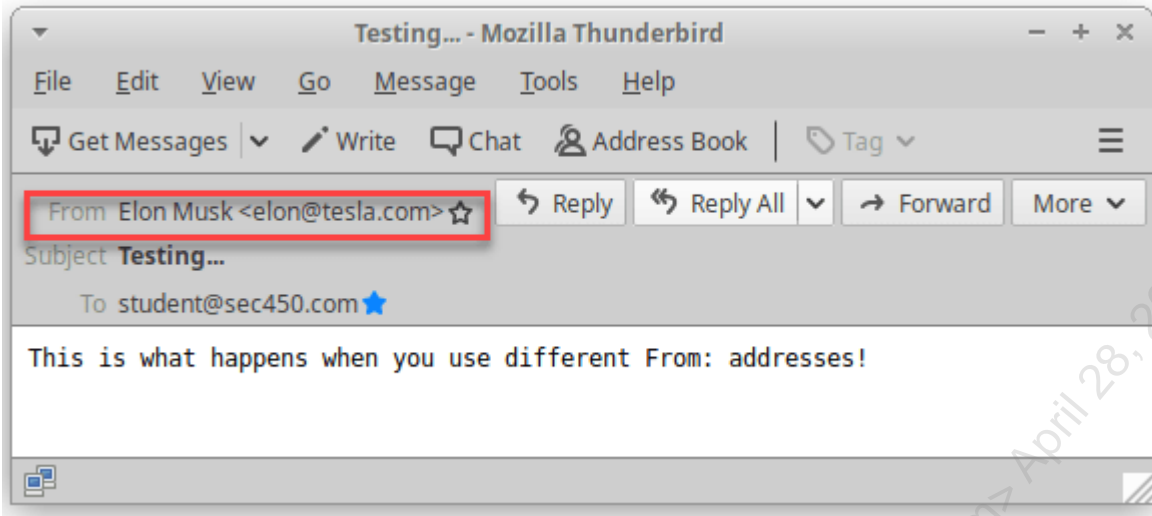 Testing... - Mozilla Thunderbird
File Edit View Go Message Tools Help
Get Messages Write Chat Address Book Tag
From Elon Musk <elon@tesla.com> Reply Reply All Forward More
Subject Testing...
To student@sec450.com
This is what happens when you use different From: addresses!
April 28,